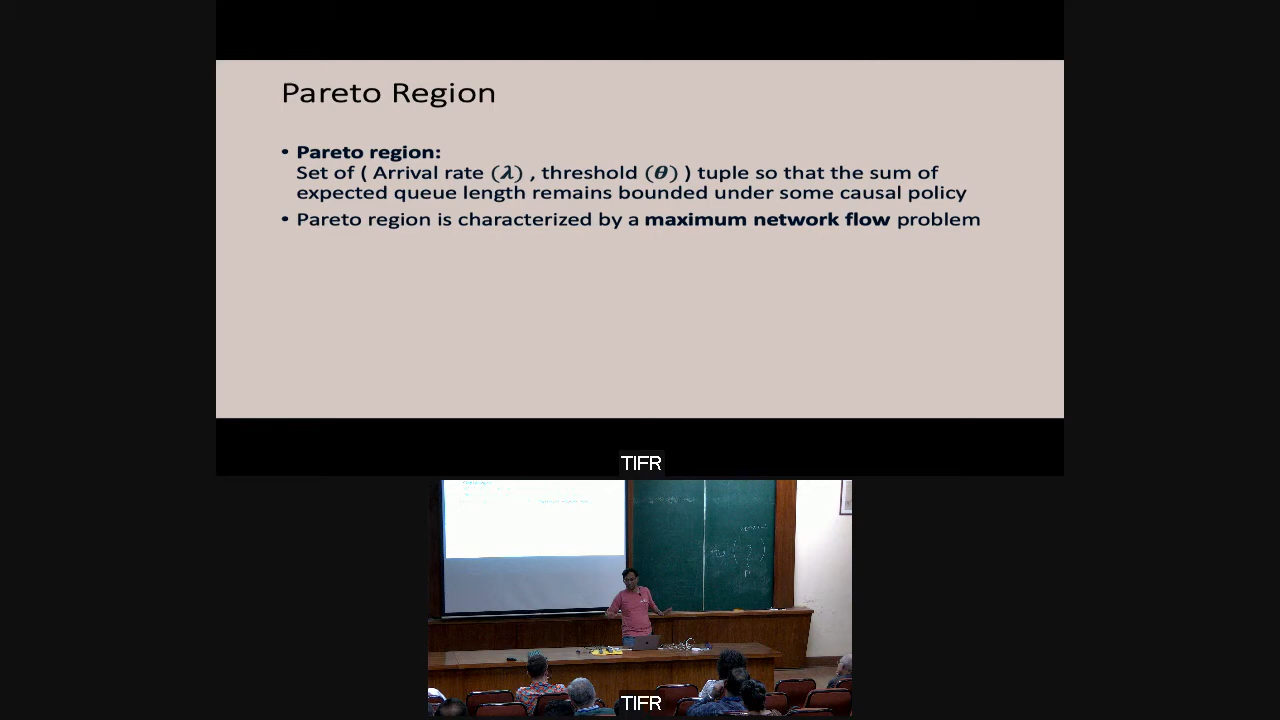 Pareto Region
• Pareto region:
Set of ( Arrival rate (λ) , threshold (θ) ) tuple so that the sum of
expected queue length remains bounded under some causal policy
• Pareto region is characterized by a maximum network flow problem
TIFR
TIFR